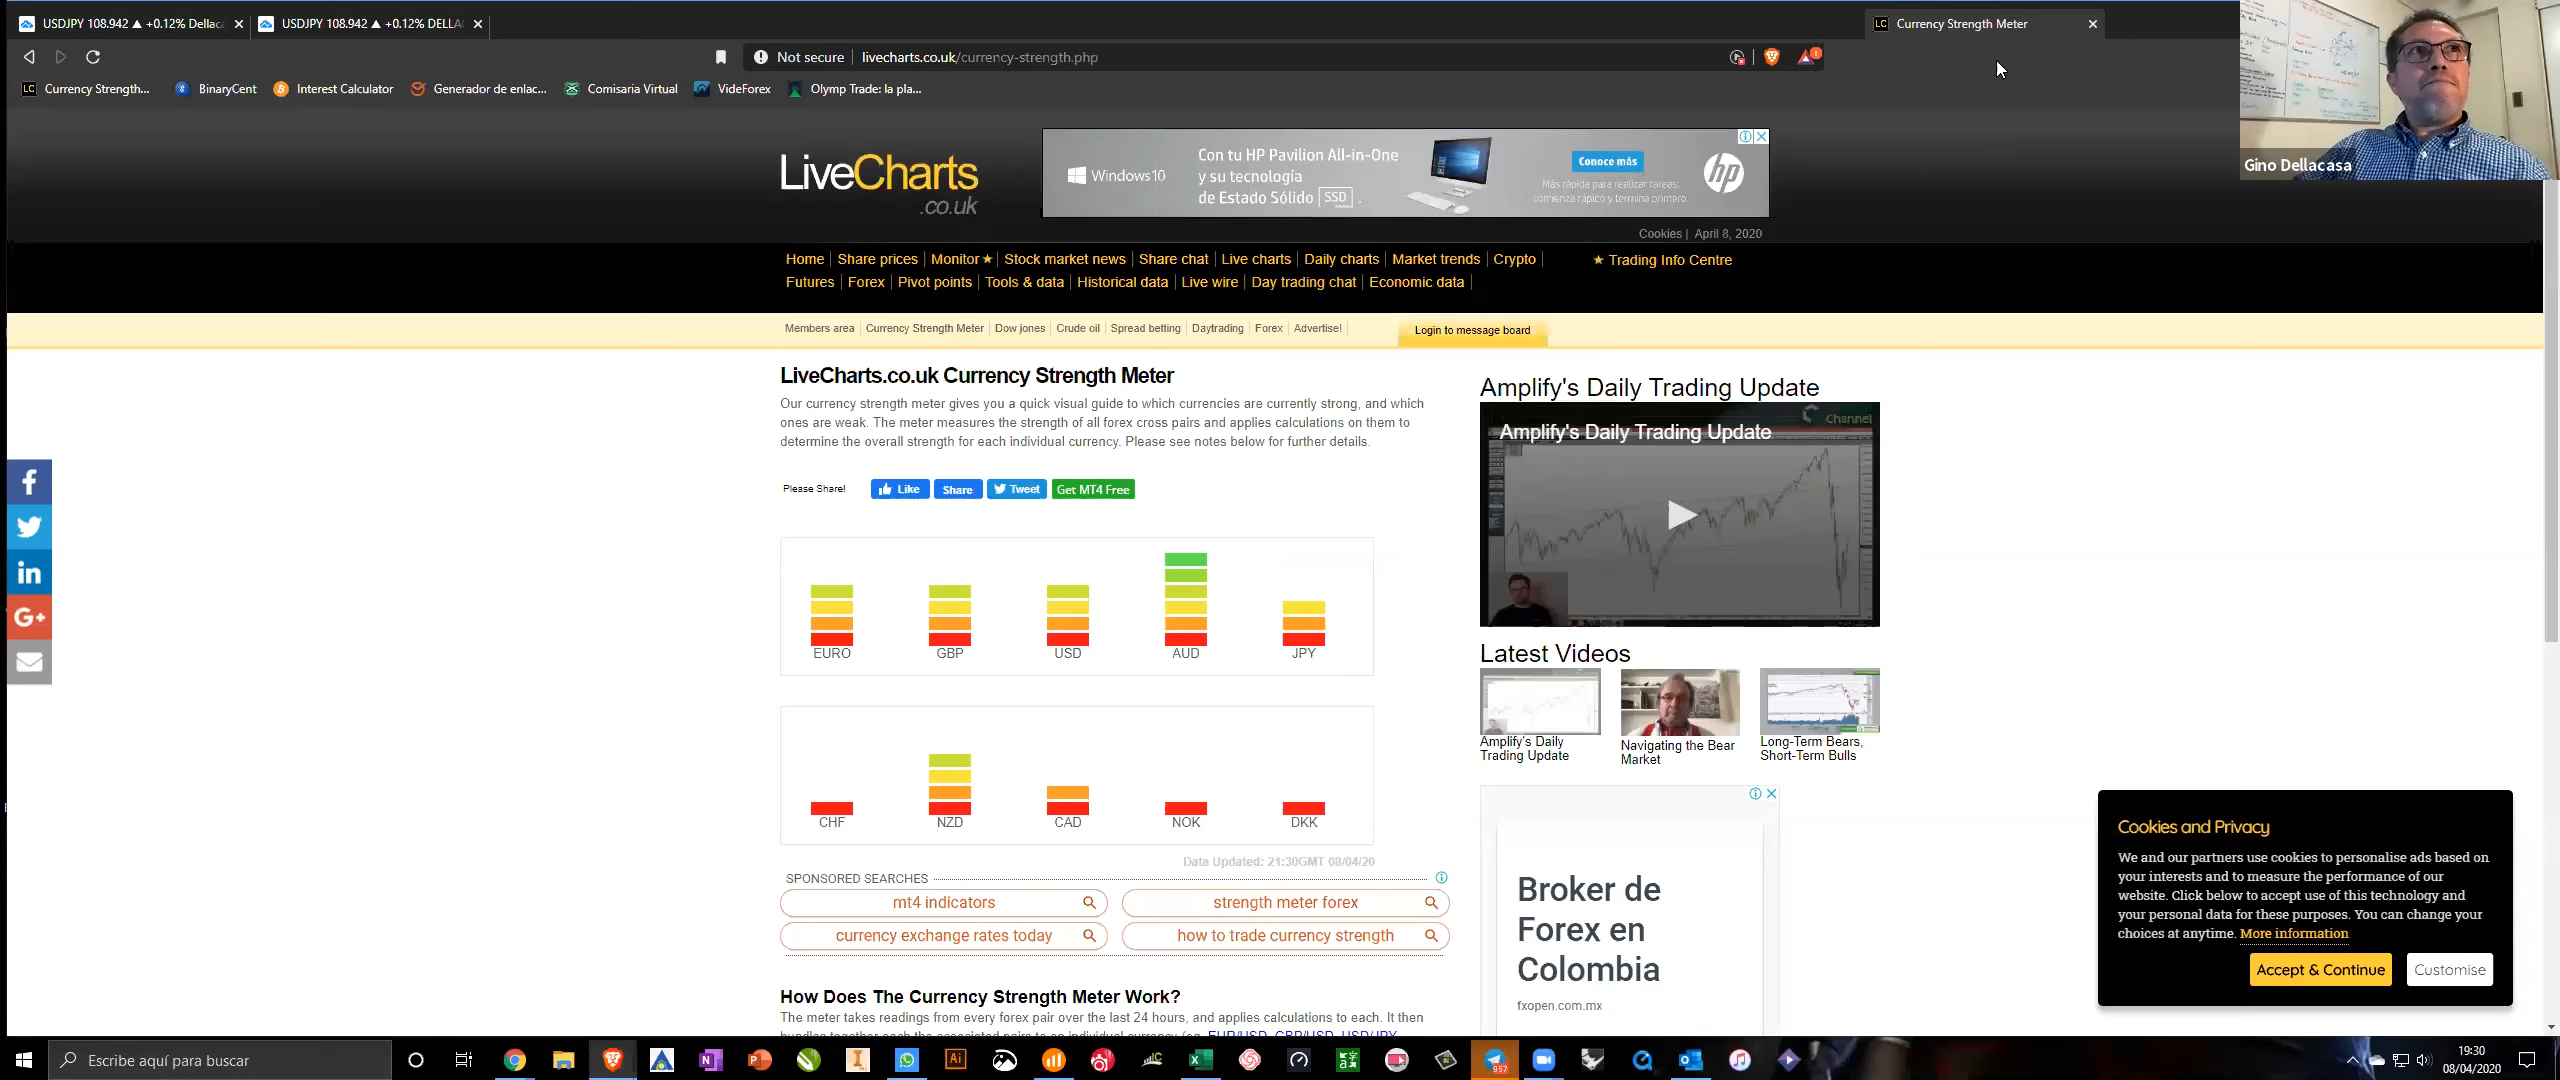 USDJPY 108.942 ▲ +0.12% Dellac
USDJPY 108.942 ▲ +0.12% DELLA
Currency Strength Meter
Not secure
livecharts.co.uk/currency-strength.php
Currency Strength...
BinaryCent
Interest Calculator
Generador de enlac...
Comisaria Virtual
VideForex
Olymp Trade: la pla...
Gino Dellacasa
LiveCharts
.co.uk
Windows 10
Con tu HP Pavilion All-in-One
y su tecnología
de Estado Sólido SSD .
Conoce más
Más rápida para realizar tareas:
comienza rápido y termina primero.
hp
Cookies | April 8, 2020
Home | Share prices | Monitor ★ | Stock market news | Share chat | Live charts | Daily charts | Market trends | Crypto |
★ Trading Info Centre
Futures | Forex | Pivot points | Tools & data | Historical data | Live wire | Day trading chat | Economic data |
Members area | Currency Strength Meter | Dow jones | Crude oil | Spread betting | Daytrading | Forex | Advertise! |
Login to message board
LiveCharts.co.uk Currency Strength Meter
Our currency strength meter gives you a quick visual guide to which currencies are currently strong, and which
ones are weak. The meter measures the strength of all forex cross pairs and applies calculations on them to
determine the overall strength for each individual currency. Please see notes below for further details.
Please Share!
Like
Share
Tweet
Get MT4 Free
EURO
GBP
USD
AUD
JPY
CHF
NZD
CAD
NOK
DKK
Data Updated: 21:30GMT 08/04/20
SPONSORED SEARCHES
mt4 indicators
strength meter forex
currency exchange rates today
how to trade currency strength
How Does The Currency Strength Meter Work?
The meter takes readings from every forex pair over the last 24 hours, and applies calculations to each. It then
Amplify's Daily Trading Update
Channel
Amplify's Daily Trading Update
Latest Videos
Amplify's Daily
Trading Update
Navigating the Bear
Market
Long-Term Bears,
Short-Term Bulls
Broker de
Forex en
Colombia
fxopen.com.mx
Cookies and Privacy
We and our partners use cookies to personalise ads based on
your interests and to measure the performance of our
website. Click below to accept use of this technology and
your personal data for these purposes. You can change your
choices at anytime. More information
Accept & Continue
Customise
Escribe aquí para buscar
957
19:30
08/04/2020